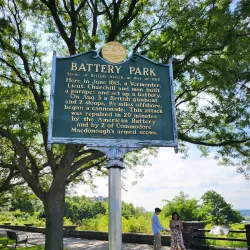 BATTERY PARK
Here in June 1813, a Vermonter,
Lieut. Churchill and men built
a parapet and set up a battery.
On Aug. 3 a British gunboat
and 2 sloops, 1½ miles offshore,
began a cannonade. This attack
was repulsed in 20 minutes
by the American Battery
and by 2 of Commodore
Macdonough's armed scows.